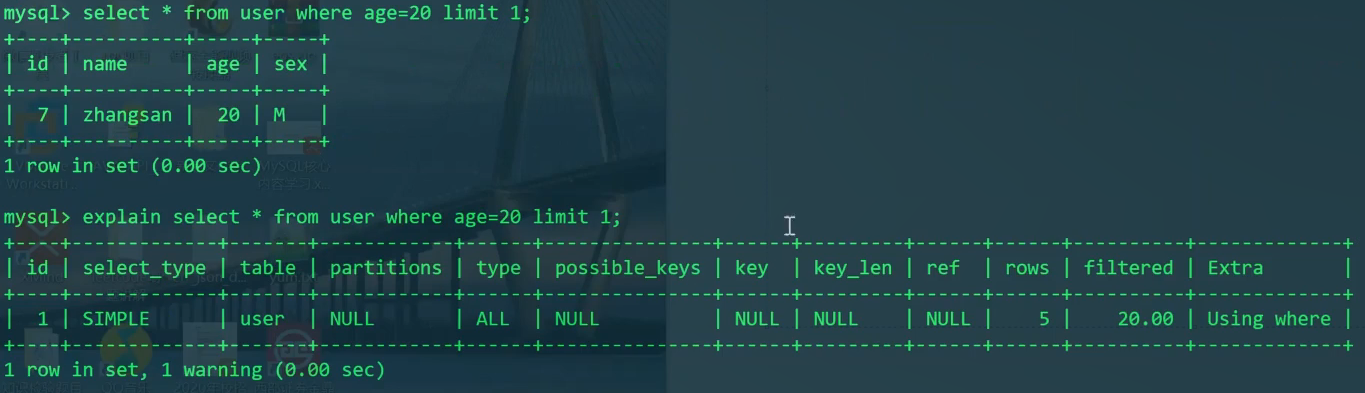 mysql> select * from user where age=20 limit 1;
+----+----------+-----+-----+
| id | name     | age | sex |
+----+----------+-----+-----+
|  7 | zhangsan |  20 | M   |
+----+----------+-----+-----+
1 row in set (0.00 sec)
mysql> explain select * from user where age=20 limit 1;
+----+-------------+-------+------------+------+---------------+------+---------+------+------+----------+-------------+
| id | select_type | table | partitions | type | possible_keys | key  | key_len | ref  | rows | filtered | Extra       |
+----+-------------+-------+------------+------+---------------+------+---------+------+------+----------+-------------+
|  1 | SIMPLE      | user  | NULL       | ALL  | NULL          | NULL | NULL    | NULL |    5 |    20.00 | Using where |
+----+-------------+-------+------------+------+---------------+------+---------+------+------+----------+-------------+
1 row in set, 1 warning (0.00 sec)